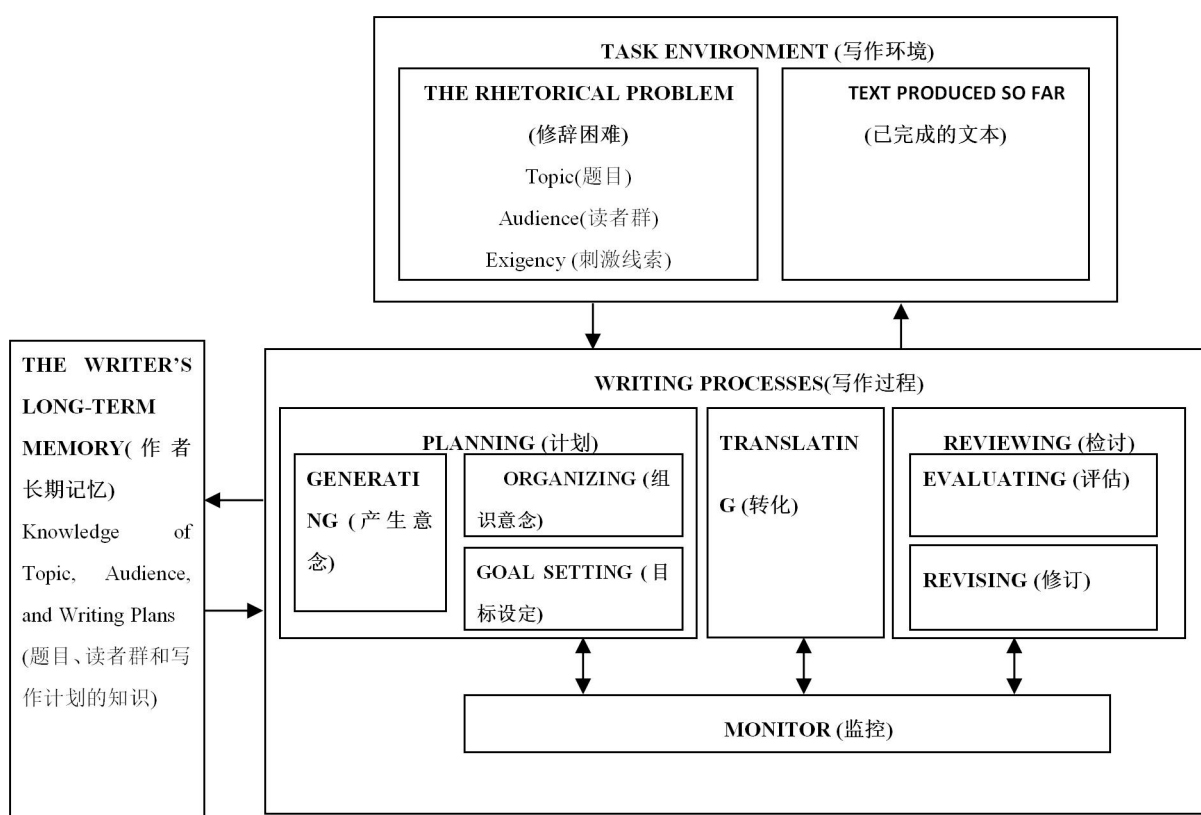 TASK ENVIRONMENT (写作环境)
THE RHETORICAL PROBLEM
(修辞困难)
Topic(题目)
Audience(读者群)
Exigency (刺激线索)
TEXT PRODUCED SO FAR
(已完成的文本)
THE WRITER’S
LONG-TERM
MEMORY( 作 者
长期记忆)
Knowledge of
Topic, Audience,
and Writing Plans
(题目、读者群和写
作计划的知识)
WRITING PROCESSES(写作过程)
PLANNING (计划)
GENERATI
NG ( 产 生 意
念)
ORGANIZING (组
识意念)
GOAL SETTING (目
标设定)
TRANSLATIN
G (转化)
REVIEWING (检讨)
EVALUATING (评估)
REVISING (修订)
MONITOR (监控)